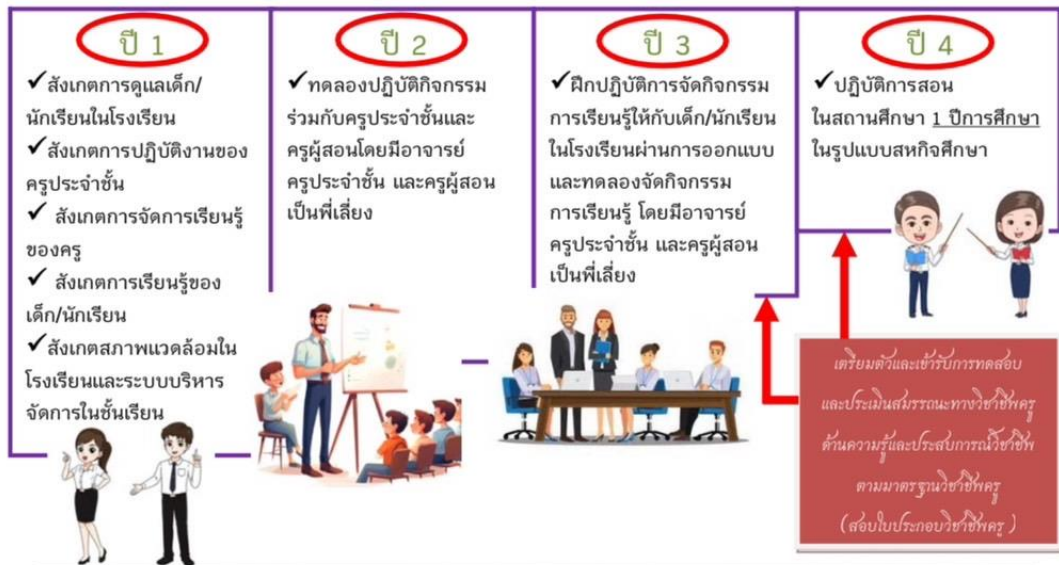 ปี 1
✓สังเกตการดูแลเด็ก/
นักเรียนในโรงเรียน
✓สังเกตการปฏิบัติงานของ
ครูประจำชั้น
✓ สังเกตการจัดการเรียนรู้
ของครู
✓ สังเกตการเรียนรู้ของ
เด็ก/นักเรียน
✓สังเกตสภาพแวดล้อมใน
โรงเรียนและระบบบริหาร
จัดการในชั้นเรียน
ปี 2
✓ทดลองปฏิบัติกิจกรรม
ร่วมกับครูประจำชั้นและ
ครูผู้สอนโดยมีอาจารย์
ครูประจำชั้น และครูผู้สอน
เป็นพี่เลี่ยง
ปี 3
✓ฝึกปฏิบัติการจัดกิจกรรม
การเรียนรู้ให้กับเด็ก/นักเรียน
ในโรงเรียนผ่านการออกแบบ
และทดลองจัดกิจกรรม
การเรียนรู้ โดยมีอาจารย์
ครูประจำชั้น และครูผู้สอน
เป็นพี่เลี่ยง
ปี 4
✓ปฏิบัติการสอน
ในสถานศึกษา 1 ปีการศึกษา
ในรูปแบบสหกิจศึกษา
เตรียมตัวและเข้ารับการทดสอบ
และประเมินสมรรถนะทางวิชาชีพครู
ด้านความรู้และประสบการณ์วิชาชีพ
ตามมาตรฐานวิชาชีพครู
(สอบใบประกอบวิชาชีพครู )